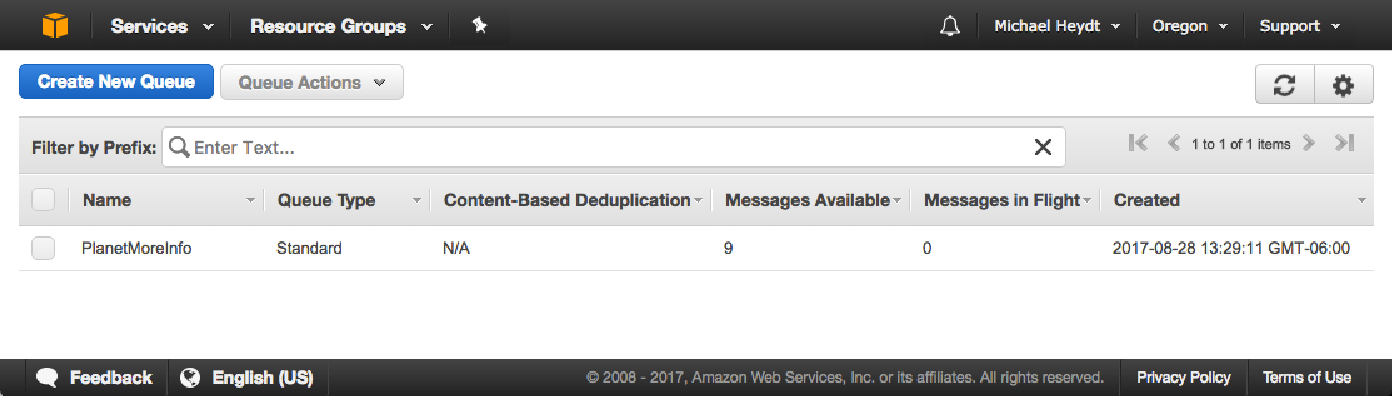 Services Resource Groups Michael Heydt Oregon Support
Create New Queue Queue Actions
Filter by Prefix: Enter Text... 1 to 1 of 1 items
Name Queue Type Content-Based Deduplication Messages Available Messages in Flight Created
PlanetMoreInfo Standard N/A 9 0 2017-08-28 13:29:11 GMT-06:00
Feedback English (US) © 2008 - 2017, Amazon Web Services, Inc. or its affiliates. All rights reserved. Privacy Policy Terms of Use